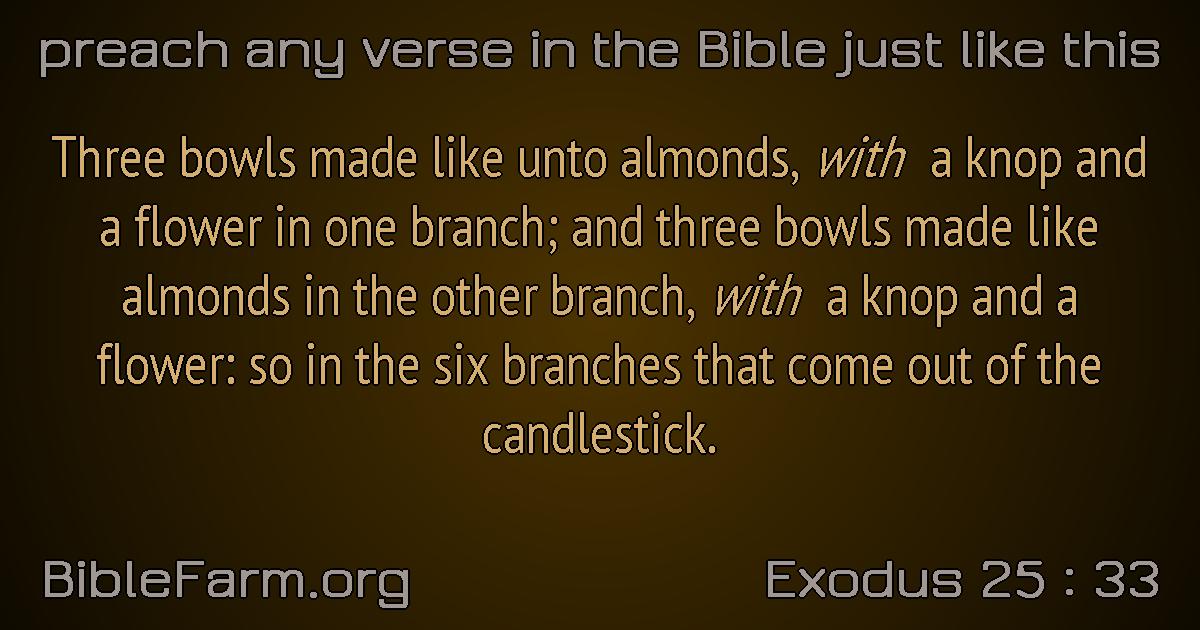 preach any verse in the Bible just like this
Three bowls made like unto almonds, with a knop and
a flower in one branch; and three bowls made like
almonds in the other branch, with a knop and a
flower: so in the six branches that come out of the
candlestick.
BibleFarm.org
Exodus 25 : 33